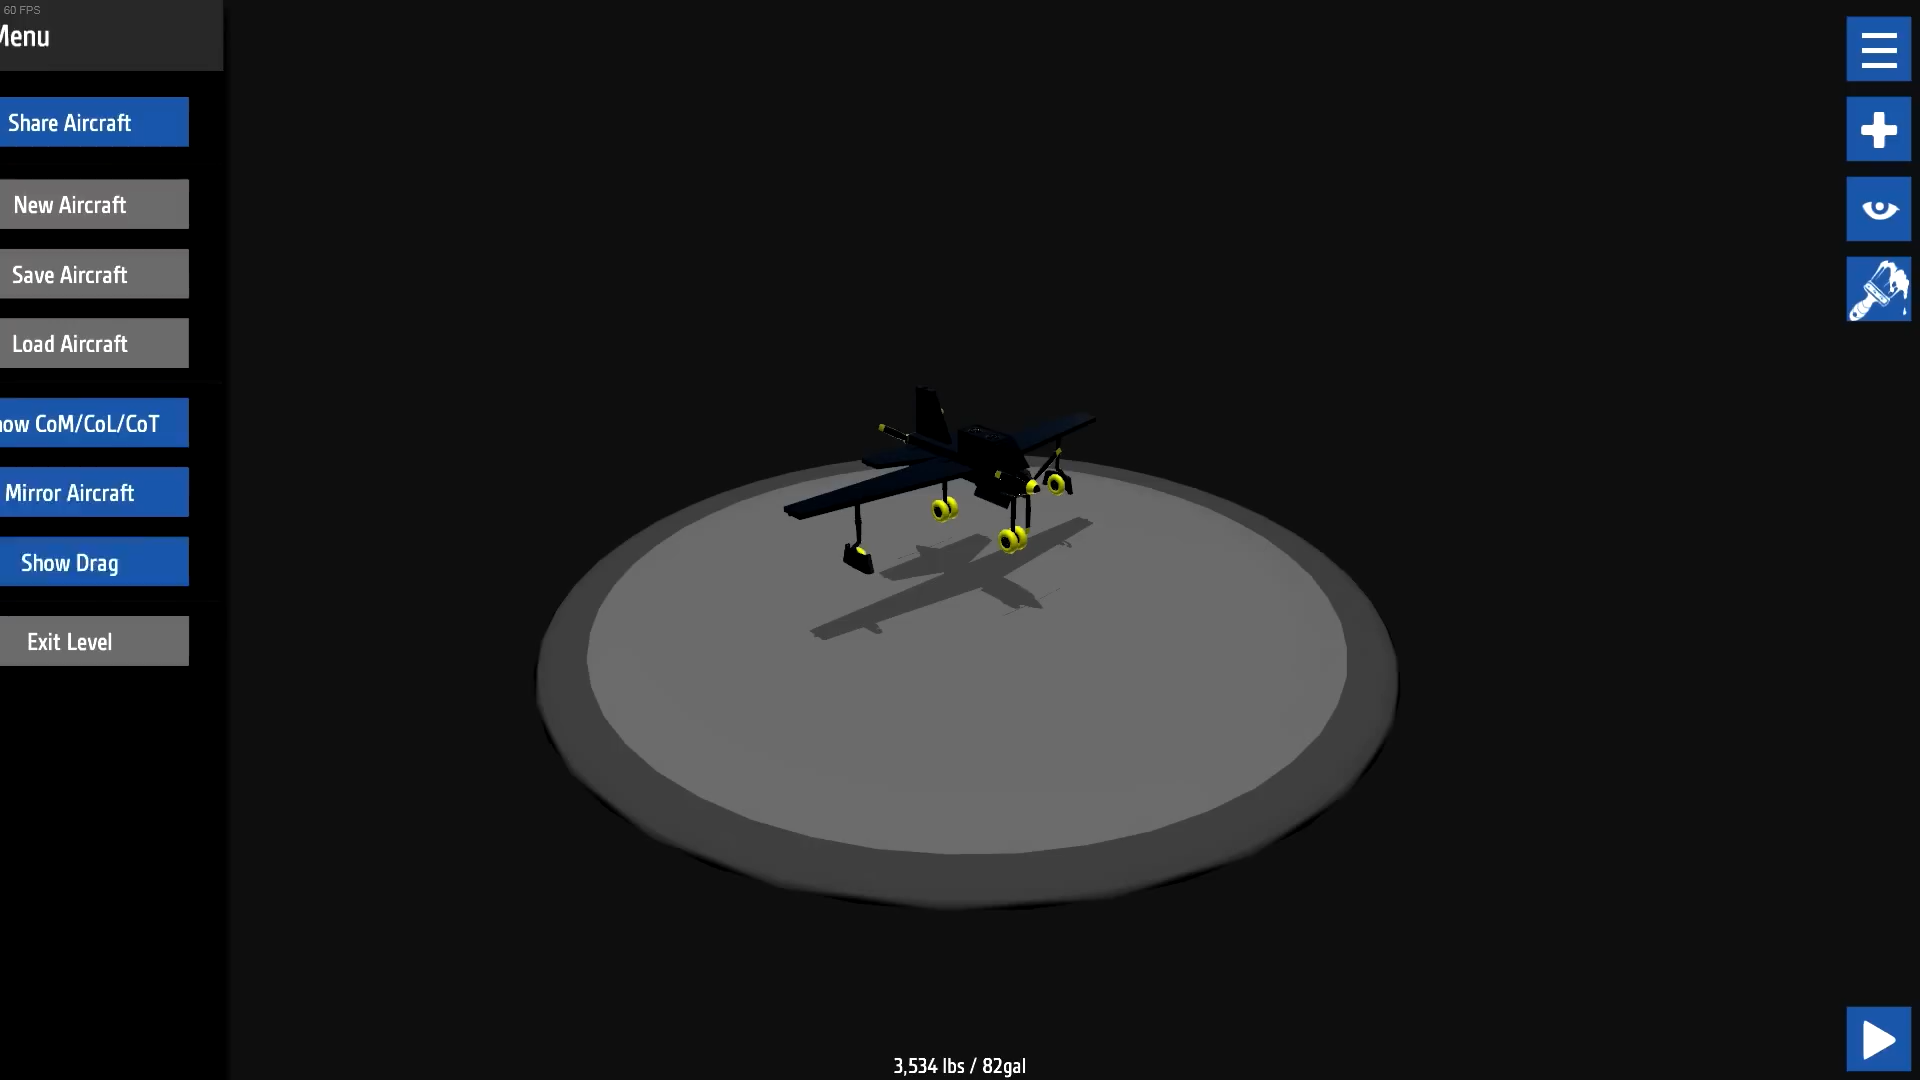 60 FPS
Menu
Share Aircraft
New Aircraft
Save Aircraft
Load Aircraft
how CoM/CoL/CoT
Mirror Aircraft
Show Drag
Exit Level
3,534 lbs / 82gal